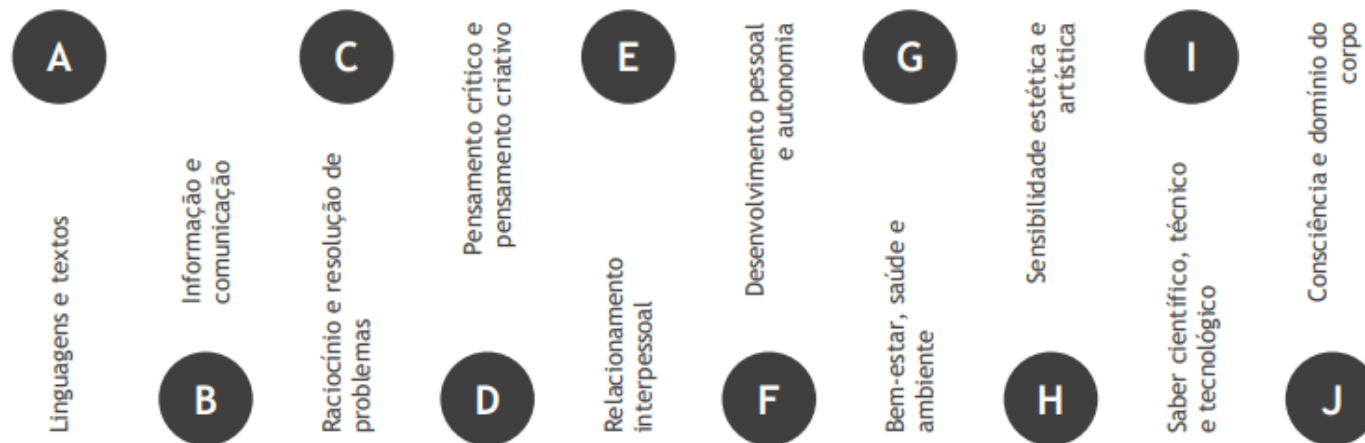 A
Linguagens e textos
B
Informação e
comunicação
C
Raciocínio e resolução de
problemas
D
Pensamento crítico e
pensamento criativo
E
Relacionamento
interpessoal
F
Desenvolvimento pessoal
e autonomia
G
Bem-estar, saúde e
ambiente
H
Sensibilidade estética e
artística
I
Saber científico, técnico
e tecnológico
J
Consciência e domínio do
corpo